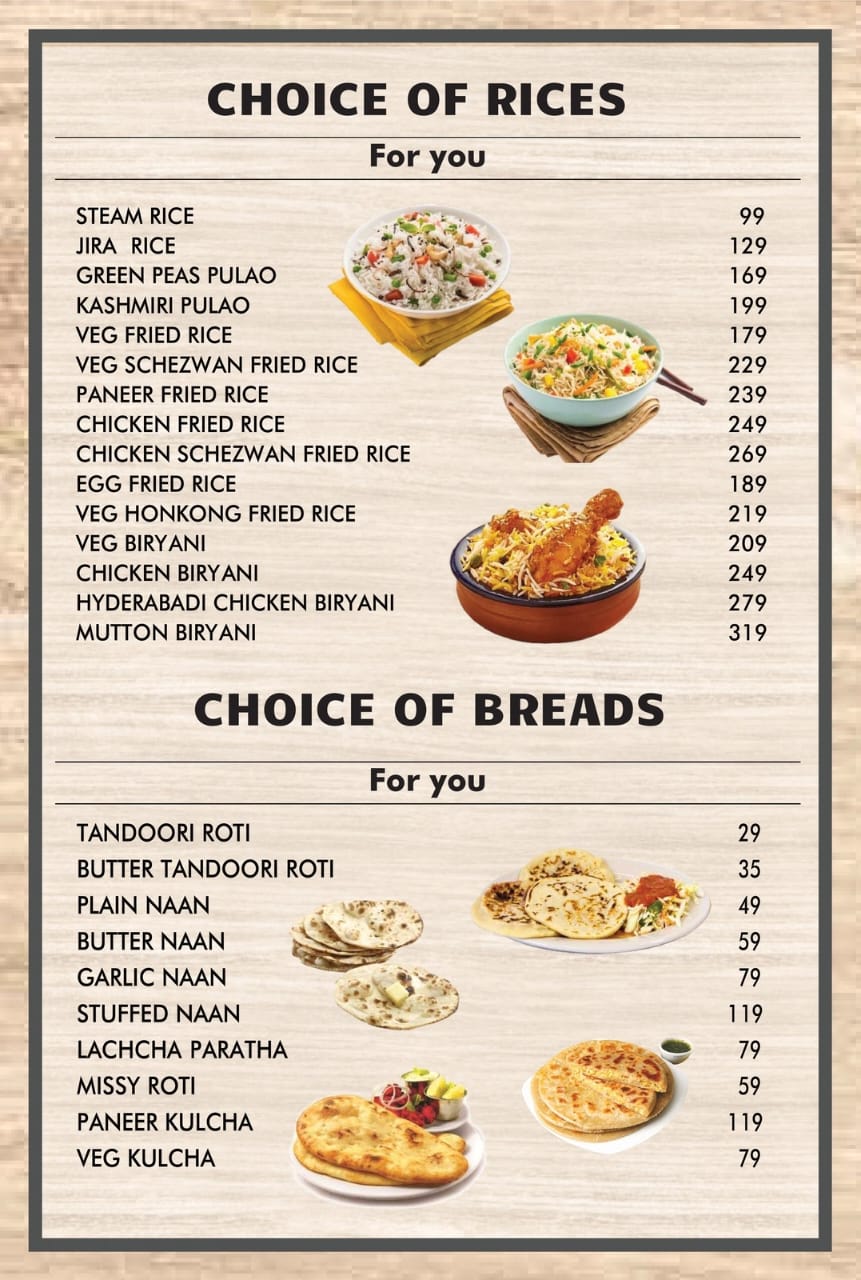 CHOICE OF RICES
For you
STEAM RICE 99
JIRA RICE 129
GREEN PEAS PULAO 169
KASHMIRI PULAO 199
VEG FRIED RICE 179
VEG SCHEZWAN FRIED RICE 229
PANEER FRIED RICE 239
CHICKEN FRIED RICE 249
CHICKEN SCHEZWAN FRIED RICE 269
EGG FRIED RICE 189
VEG HONKONG FRIED RICE 219
VEG BIRYANI 209
CHICKEN BIRYANI 249
HYDERABADI CHICKEN BIRYANI 279
MUTTON BIRYANI 319
CHOICE OF BREADS
For you
TANDOORI ROTI 29
BUTTER TANDOORI ROTI 35
PLAIN NAAN 49
BUTTER NAAN 59
GARLIC NAAN 79
STUFFED NAAN 119
LACHCHA PARATHA 79
MISSY ROTI 59
PANEER KULCHA 119
VEG KULCHA 79